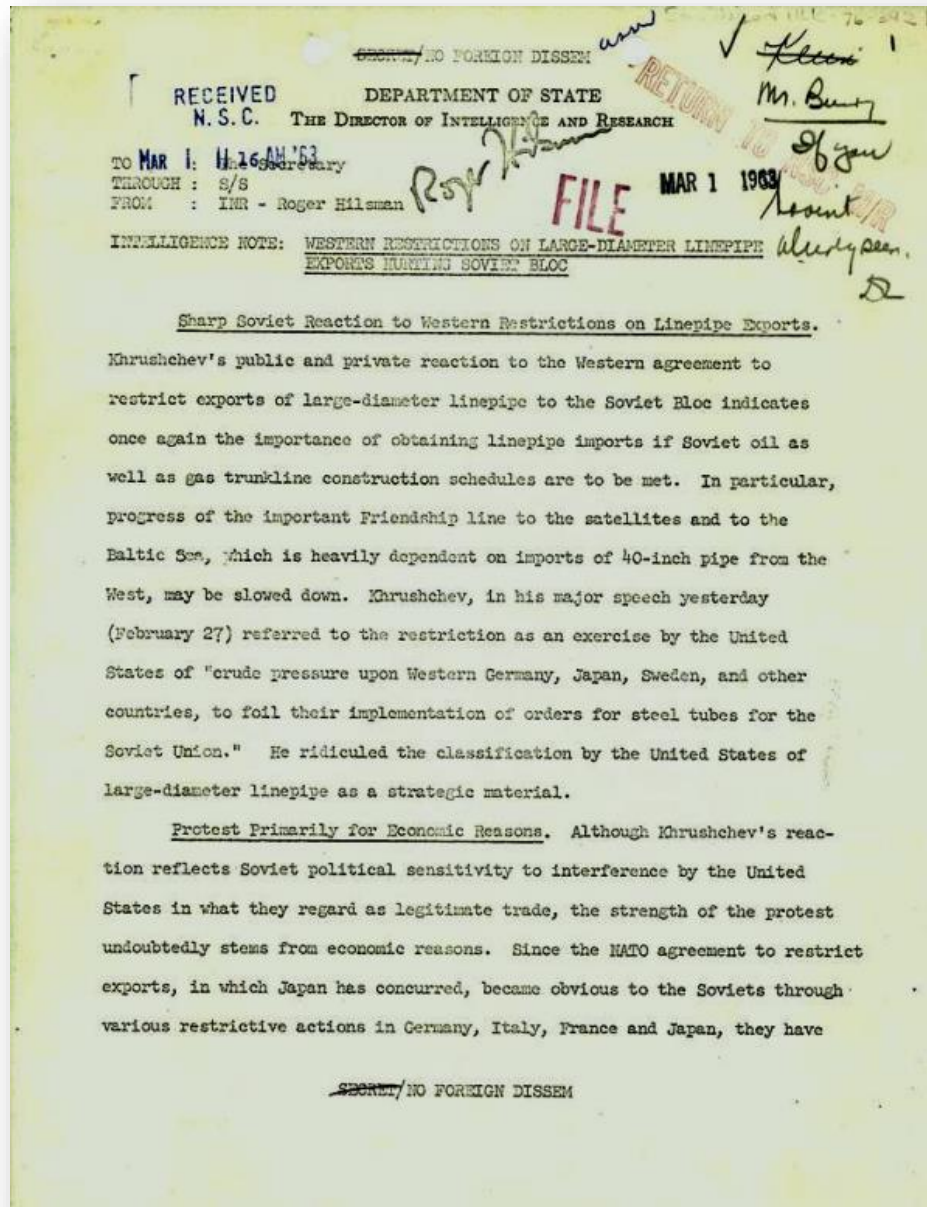 SECRET/NO FOREIGN DISSEM
1
RECEIVED
N. S. C.
DEPARTMENT OF STATE
THE DIRECTOR OF INTELLIGENCE AND RESEARCH
RETURN TO
Mr. Bundy
If you
haven't
already seen.
MAR 1 11 16 AM '63
TO : The Secretary
THROUGH : S/S
FROM : INR - Roger Hilsman
Roger Hilsman
FILE
MAR 1 1963
INTELLIGENCE NOTE: WESTERN RESTRICTIONS ON LARGE-DIAMETER LINEPIPE
EXPORTS HURTING SOVIET BLOC
Sharp Soviet Reaction to Western Restrictions on Linepipe Exports.
Khrushchev's public and private reaction to the Western agreement to
restrict exports of large-diameter linepipe to the Soviet Bloc indicates
once again the importance of obtaining linepipe imports if Soviet oil as
well as gas trunkline construction schedules are to be met. In particular,
progress of the important Friendship line to the satellites and to the
Baltic Sea, which is heavily dependent on imports of 40-inch pipe from the
West, may be slowed down. Khrushchev, in his major speech yesterday
(February 27) referred to the restriction as an exercise by the United
States of "crude pressure upon Western Germany, Japan, Sweden, and other
countries, to foil their implementation of orders for steel tubes for the
Soviet Union." He ridiculed the classification by the United States of
large-diameter linepipe as a strategic material.
Protest Primarily for Economic Reasons. Although Khrushchev's reac-
tion reflects Soviet political sensitivity to interference by the United
States in what they regard as legitimate trade, the strength of the protest
undoubtedly stems from economic reasons. Since the NATO agreement to restrict
exports, in which Japan has concurred, became obvious to the Soviets through
various restrictive actions in Germany, Italy, France and Japan, they have
SECRET/NO FOREIGN DISSEM